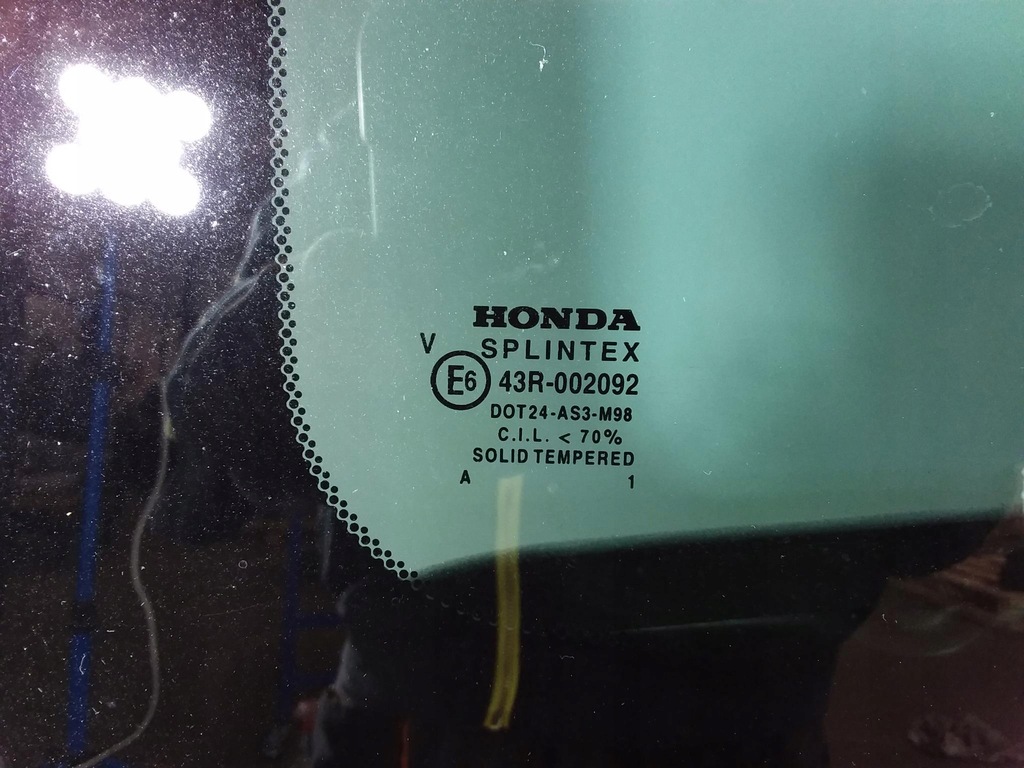 HONDA
V SPLINTEX
E6 43R-002092
DOT24-AS3-M98
C.I.L. < 70%
SOLID TEMPERED
A 1